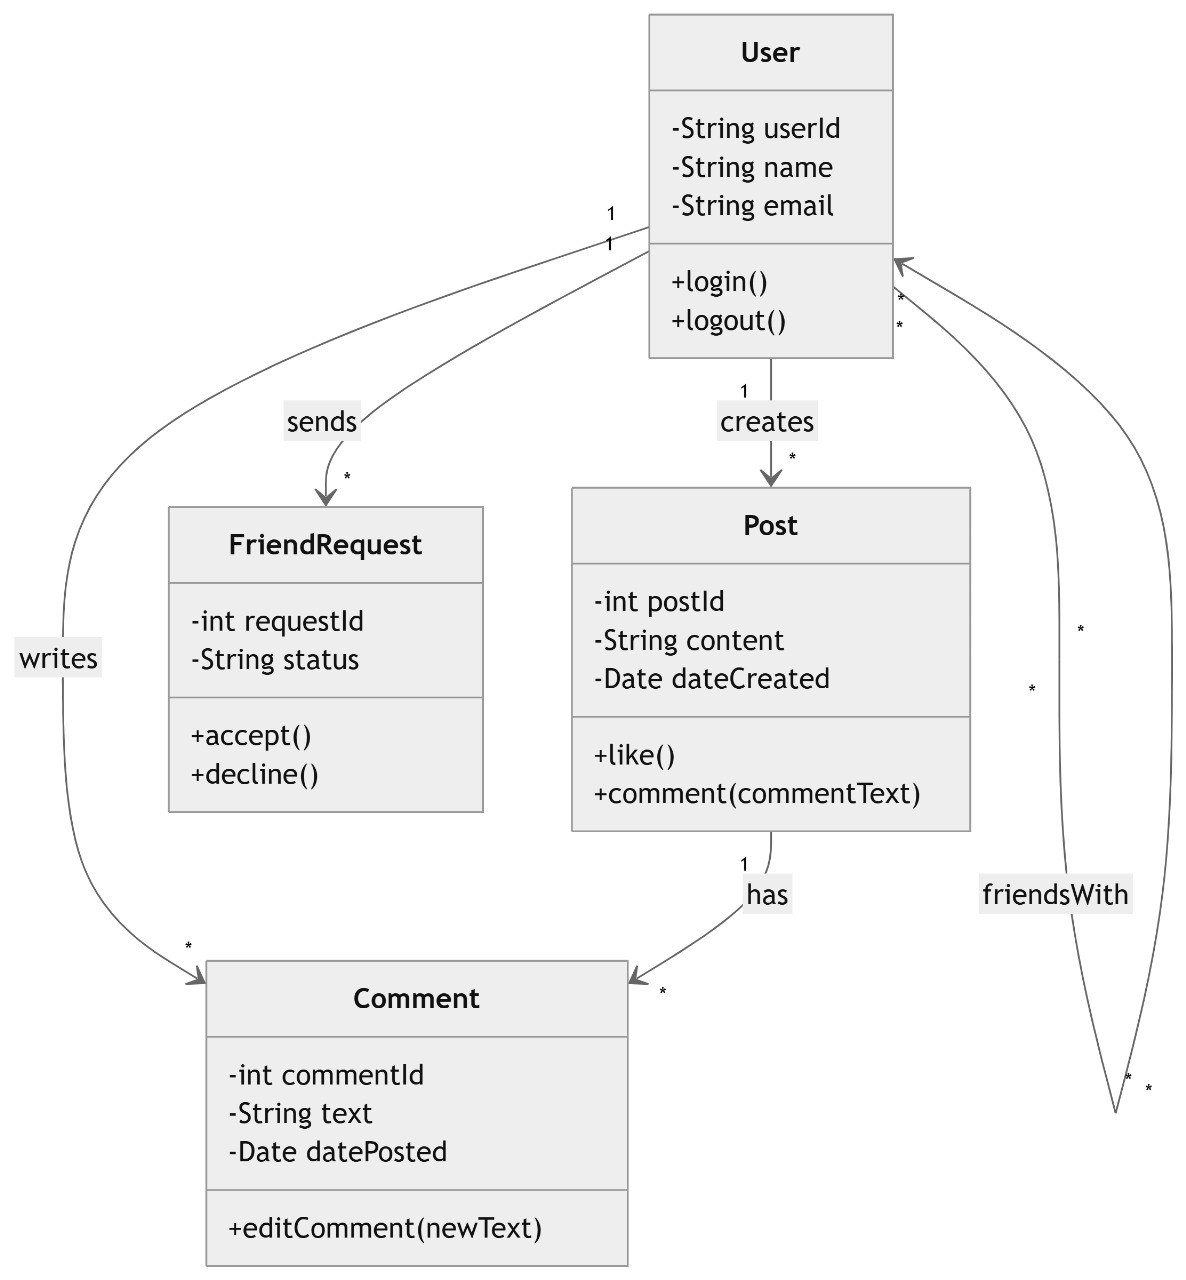 User
-String userId
-String name
-String email
+login()
+logout()
1
1
*
*
1
sends
creates
*
*
FriendRequest
-int requestId
-String status
+accept()
+decline()
Post
-int postId
-String content
-Date dateCreated
+like()
+comment(commentText)
*
*
writes
1
has
friendsWith
*
*
Comment
-int commentId
-String text
-Date datePosted
+editComment(newText)
*
*